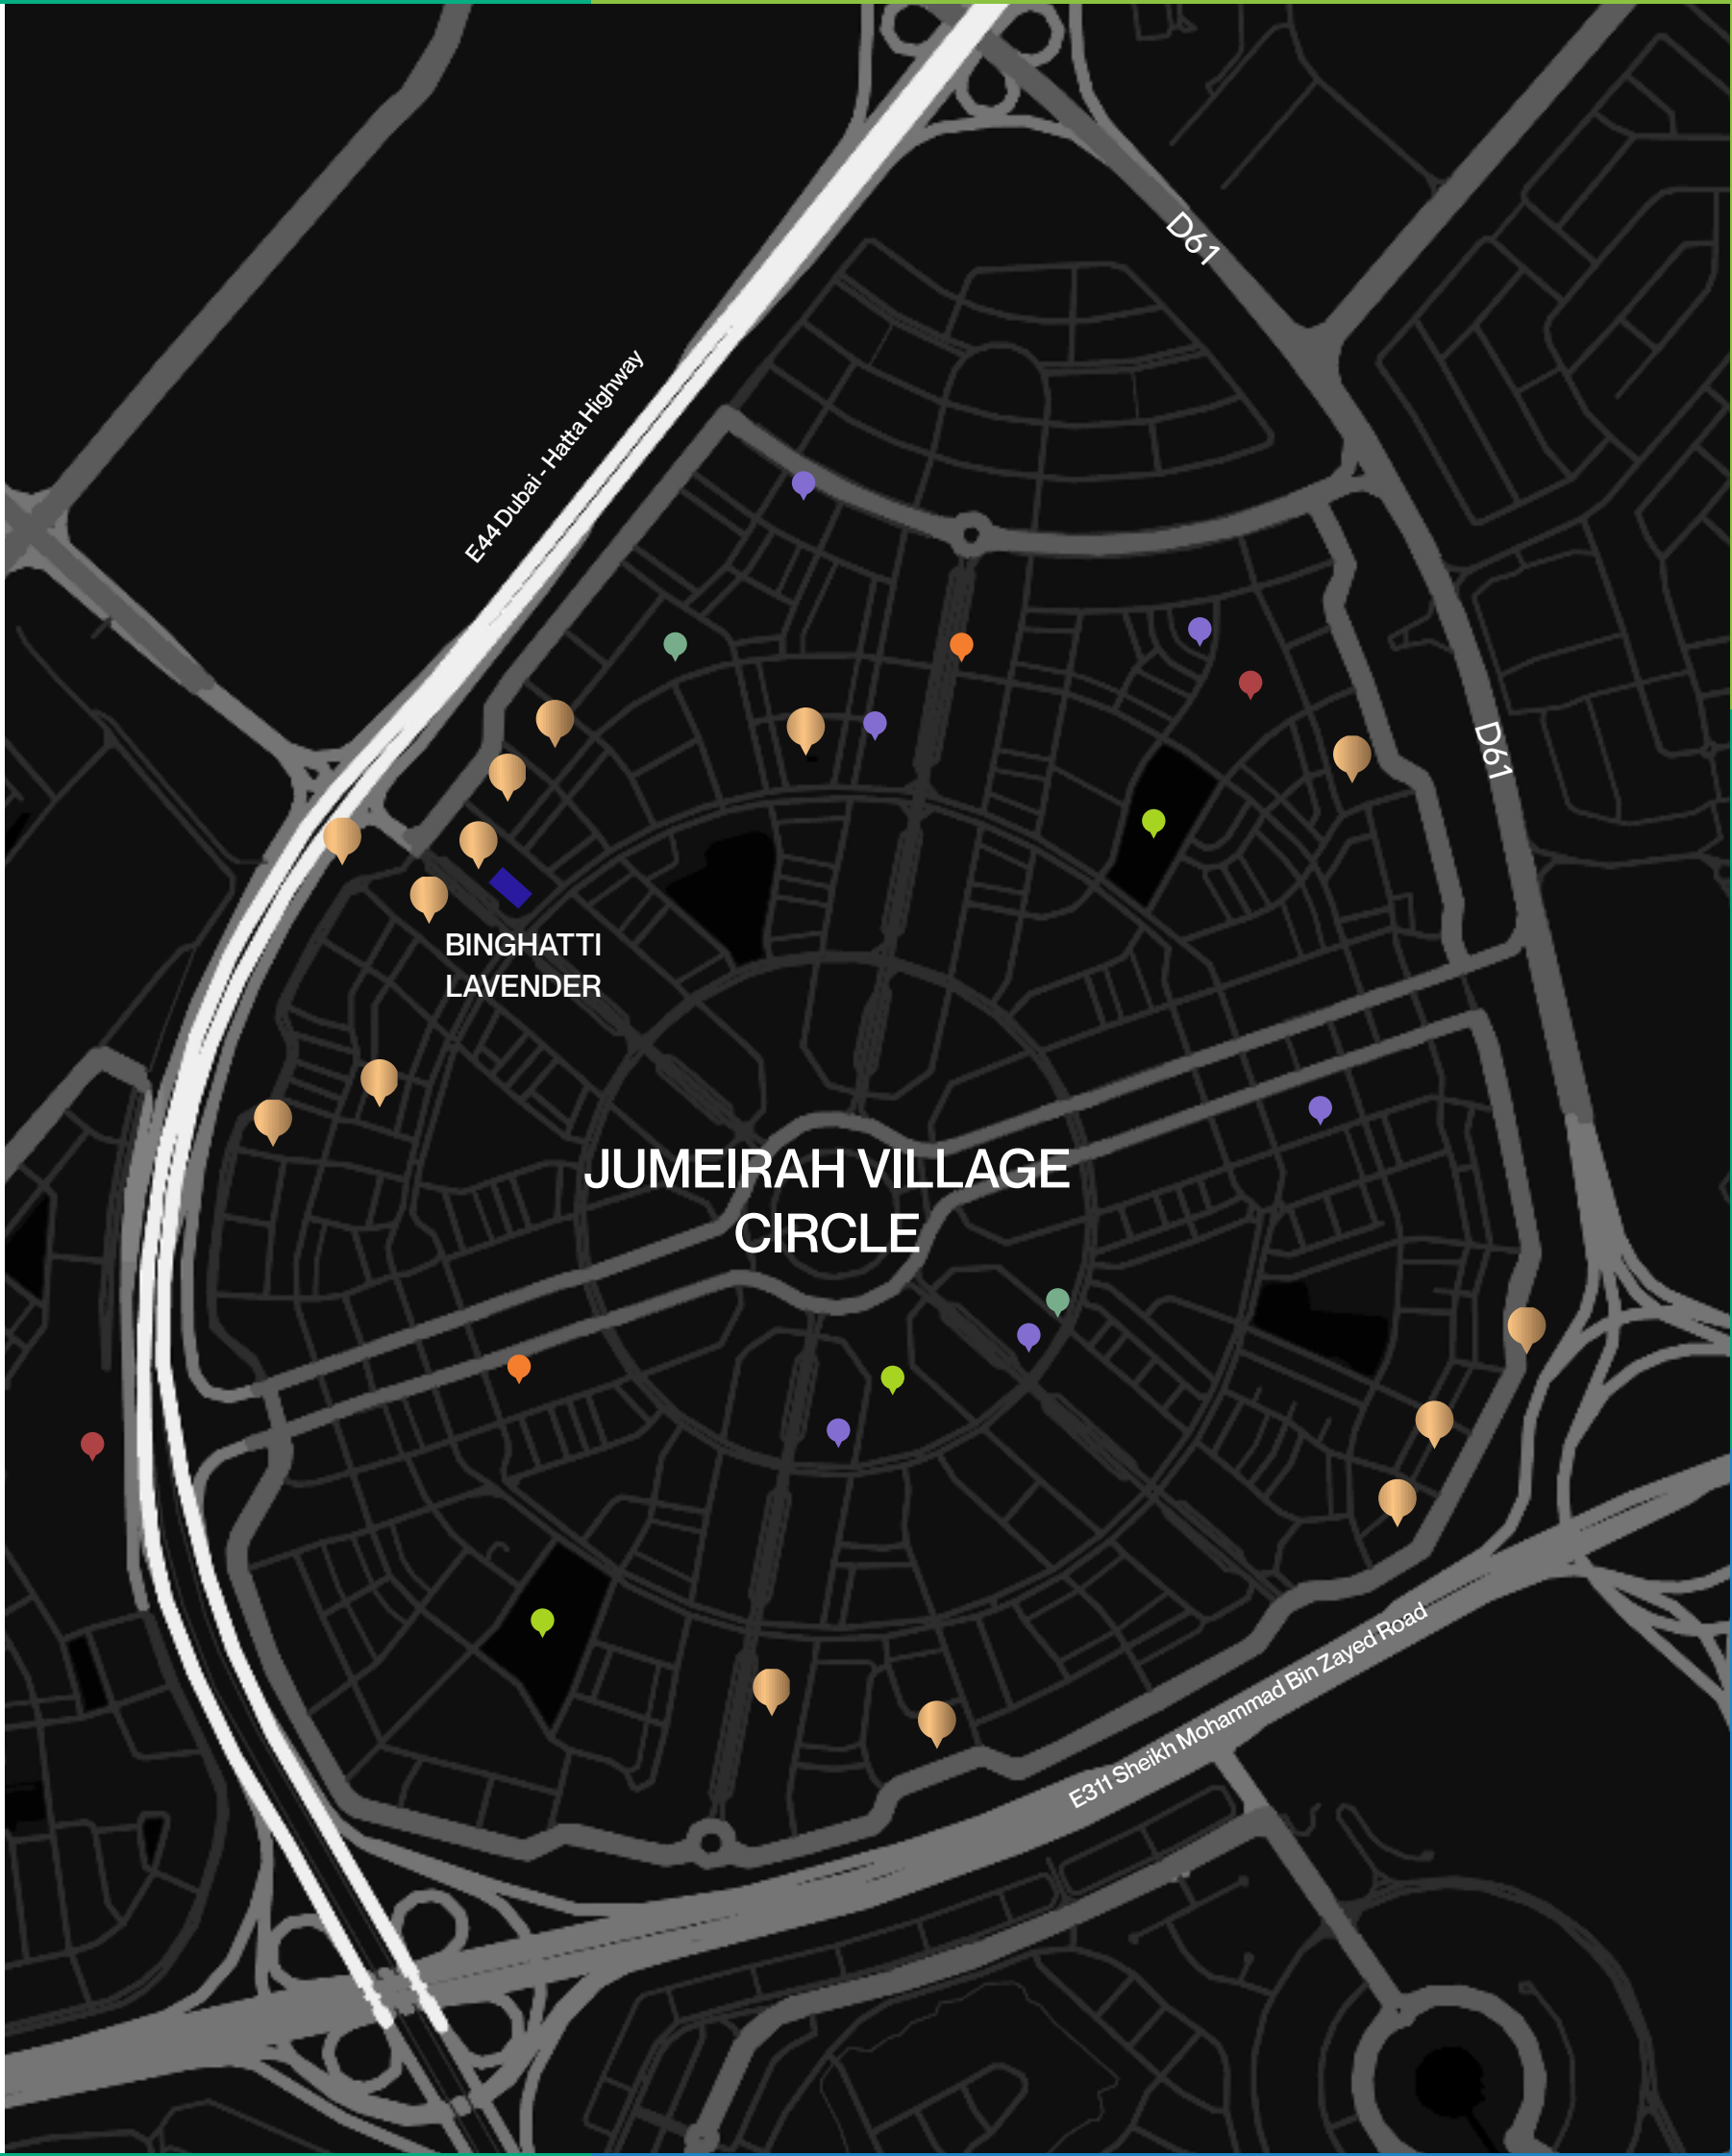 D61
E44 Dubai - Hatta Highway
D61
BINGHATTI
LAVENDER
JUMEIRAH VILLAGE
CIRCLE
E311 Sheikh Mohammad Bin Zayed Road